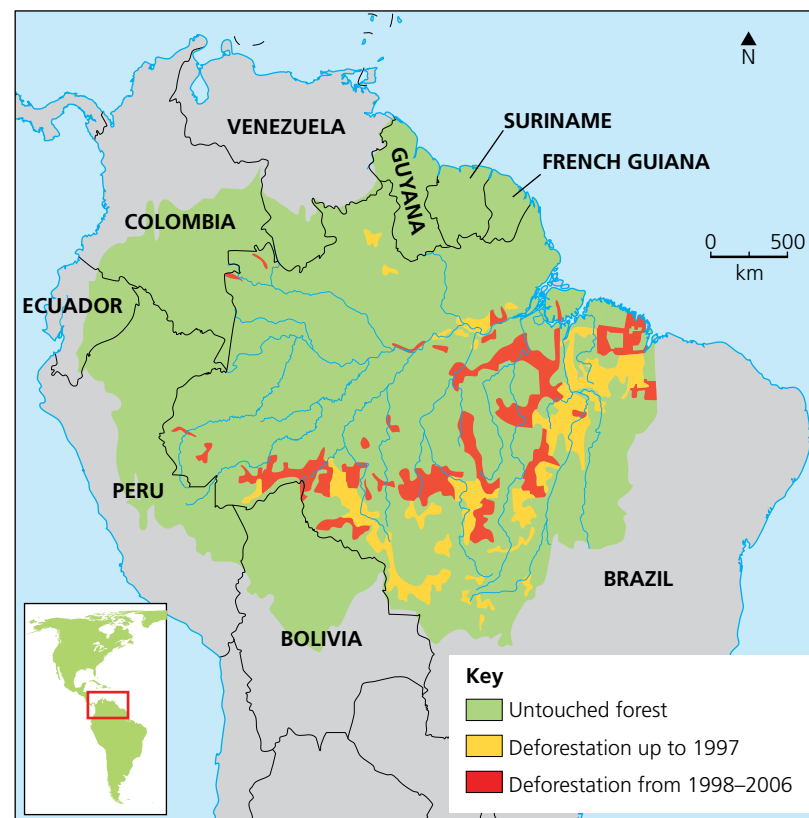 N
VENEZUELA
SURINAME
GUYANA
FRENCH GUIANA
COLOMBIA
0 500
km
ECUADOR
PERU
BRAZIL
BOLIVIA
Key
Untouched forest
Deforestation up to 1997
Deforestation from 1998–2006